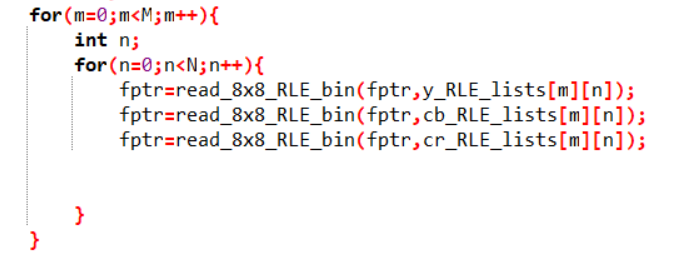 for(m=0;m<M;m++){
    int n;
    for(n=0;n<N;n++){
        fptr=read_8x8_RLE_bin(fptr,y_RLE_lists[m][n]);
        fptr=read_8x8_RLE_bin(fptr,cb_RLE_lists[m][n]);
        fptr=read_8x8_RLE_bin(fptr,cr_RLE_lists[m][n]);
    }
}